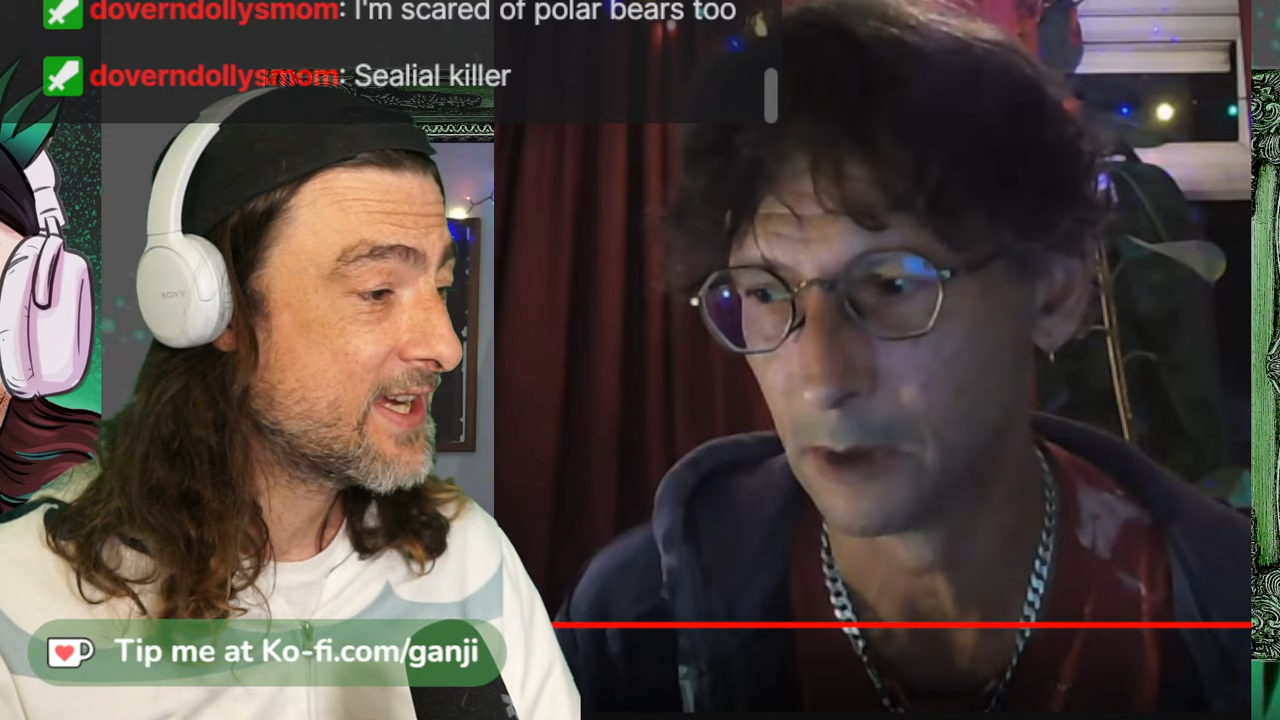 doverndollysmom: I'm scared of polar bears too
doverndollysmom: Sealial killer
SONY
Tip me at Ko-fi.com/ganji